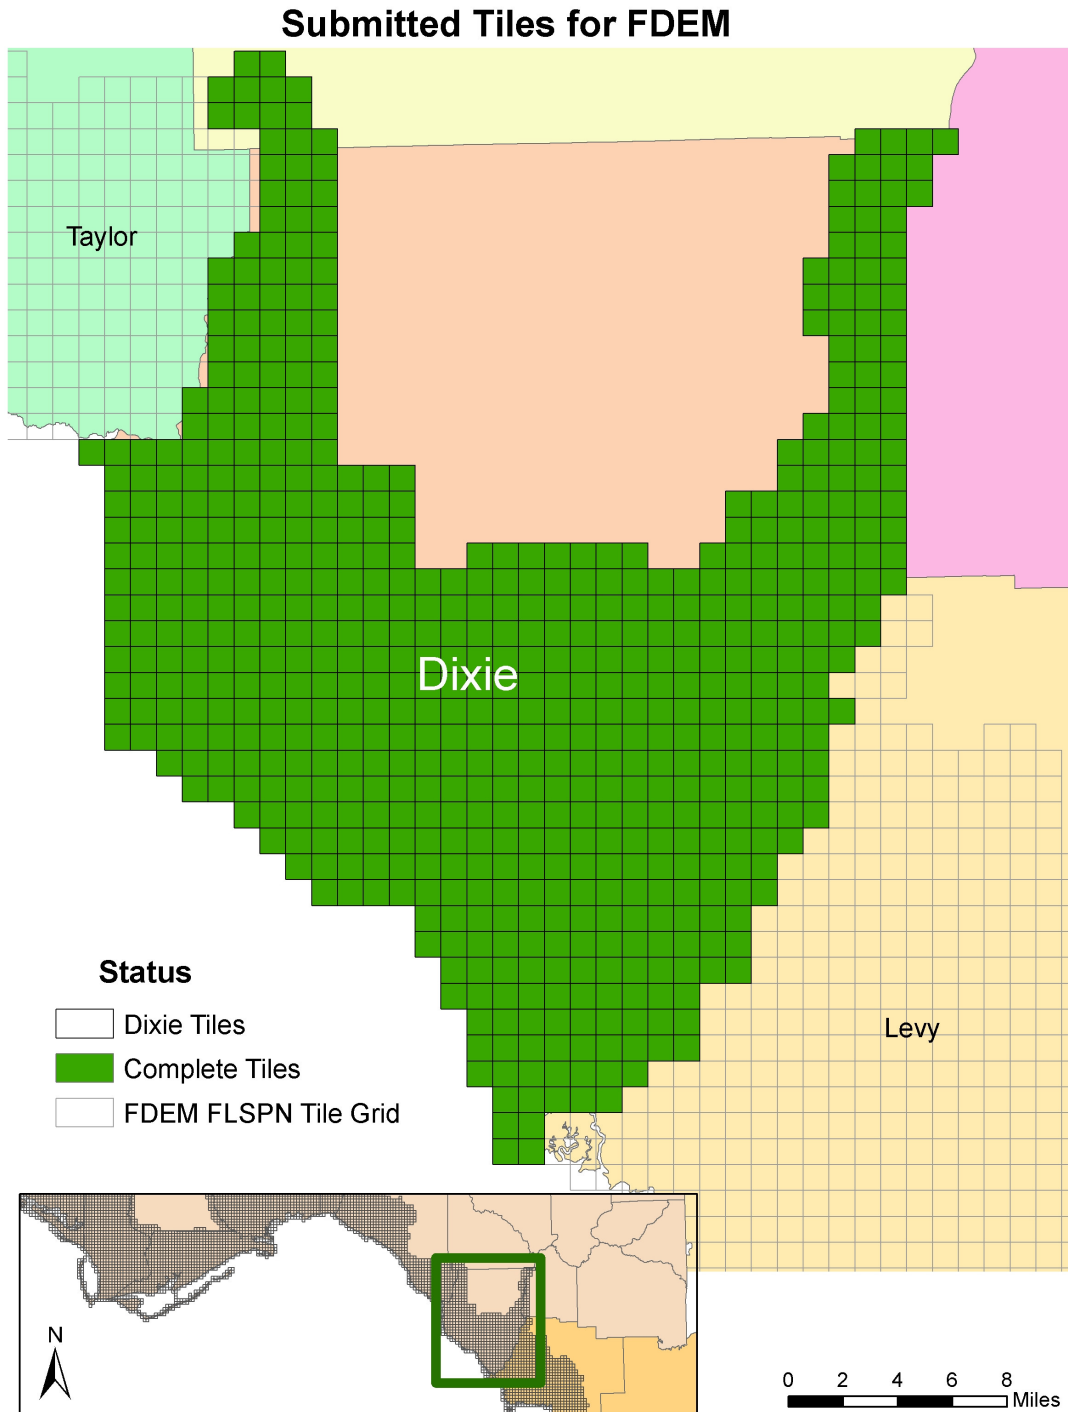 Submitted Tiles for FDEM
Taylor
Dixie
Status
Dixie Tiles
Complete Tiles
FDEM FLSPN Tile Grid
Levy
N
0 2 4 6 8
Miles